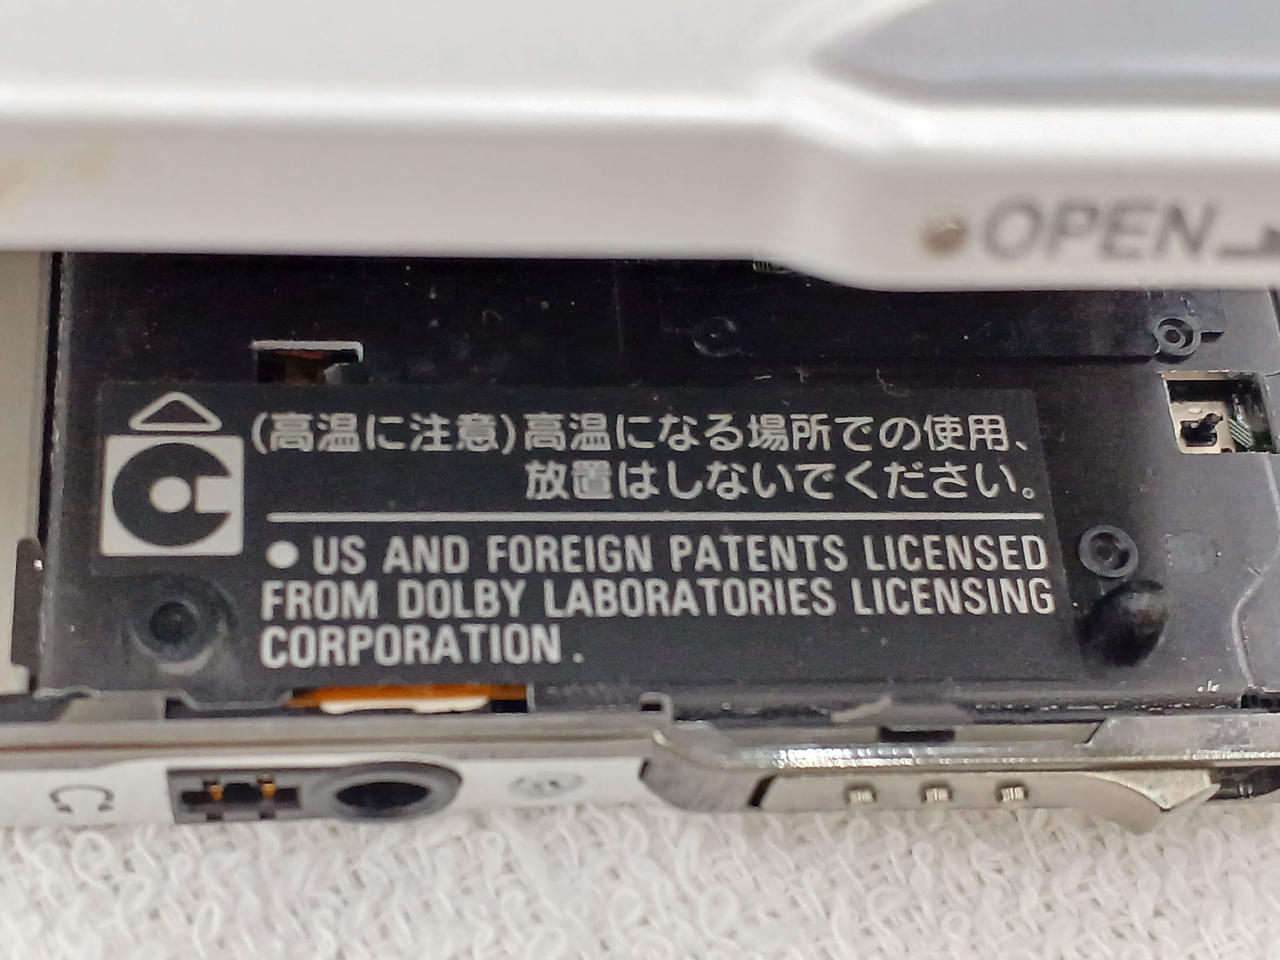 OPEN
(高温に注意)高温になる場所での使用、
放置はしないでください。
● US AND FOREIGN PATENTS LICENSED
FROM DOLBY LABORATORIES LICENSING
CORPORATION.